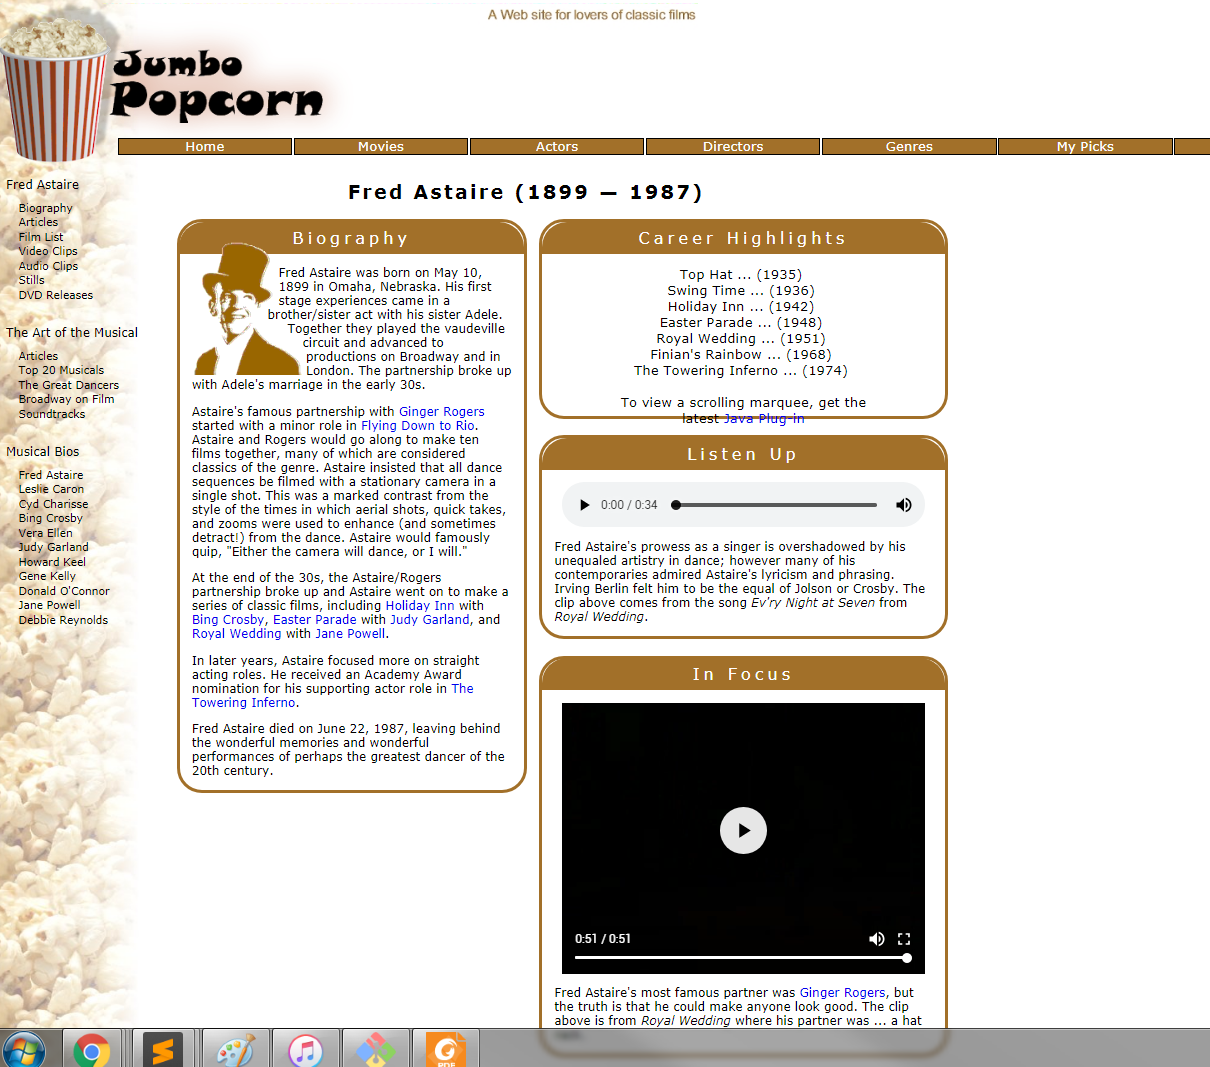 A Web site for lovers of classic films
Jumbo
Popcorn
Home Movies Actors Directors Genres My Picks
Fred Astaire
Biography
Articles
Film List
Video Clips
Audio Clips
Stills
DVD Releases
The Art of the Musical
Articles
Top 20 Musicals
The Great Dancers
Broadway on Film
Soundtracks
Musical Bios
Fred Astaire
Leslie Caron
Cyd Charisse
Bing Crosby
Vera Ellen
Judy Garland
Howard Keel
Gene Kelly
Donald O'Connor
Jane Powell
Debbie Reynolds
Fred Astaire (1899 — 1987)
Biography
Fred Astaire was born on May 10,
1899 in Omaha, Nebraska. His first
stage experiences came in a
brother/sister act with his sister Adele.
Together they played the vaudeville
circuit and advanced to
productions on Broadway and in
London. The partnership broke up
with Adele's marriage in the early 30s.
Astaire's famous partnership with Ginger Rogers
started with a minor role in Flying Down to Rio.
Astaire and Rogers would go along to make ten
films together, many of which are considered
classics of the genre. Astaire insisted that all dance
sequences be filmed with a stationary camera in a
single shot. This was a marked contrast from the
style of the times in which aerial shots, quick takes,
and zooms were used to enhance (and sometimes
detract!) from the dance. Astaire would famously
quip, "Either the camera will dance, or I will."
At the end of the 30s, the Astaire/Rogers
partnership broke up and Astaire went on to make a
series of classic films, including Holiday Inn with
Bing Crosby, Easter Parade with Judy Garland, and
Royal Wedding with Jane Powell.
In later years, Astaire focused more on straight
acting roles. He received an Academy Award
nomination for his supporting actor role in The
Towering Inferno.
Fred Astaire died on June 22, 1987, leaving behind
the wonderful memories and wonderful
performances of perhaps the greatest dancer of the
20th century.
Career Highlights
Top Hat ... (1935)
Swing Time ... (1936)
Holiday Inn ... (1942)
Easter Parade ... (1948)
Royal Wedding ... (1951)
Finian's Rainbow ... (1968)
The Towering Inferno ... (1974)
To view a scrolling marquee, get the
latest Java Plug-in
Listen Up
0:00 / 0:34
Fred Astaire's prowess as a singer is overshadowed by his
unequaled artistry in dance; however many of his
contemporaries admired Astaire's lyricism and phrasing.
Irving Berlin felt him to be the equal of Jolson or Crosby. The
clip above comes from the song Ev'ry Night at Seven from
Royal Wedding.
In Focus
0:51 / 0:51
Fred Astaire's most famous partner was Ginger Rogers, but
the truth is that he could make anyone look good. The clip
above is from Royal Wedding where his partner was ... a hat
PDF